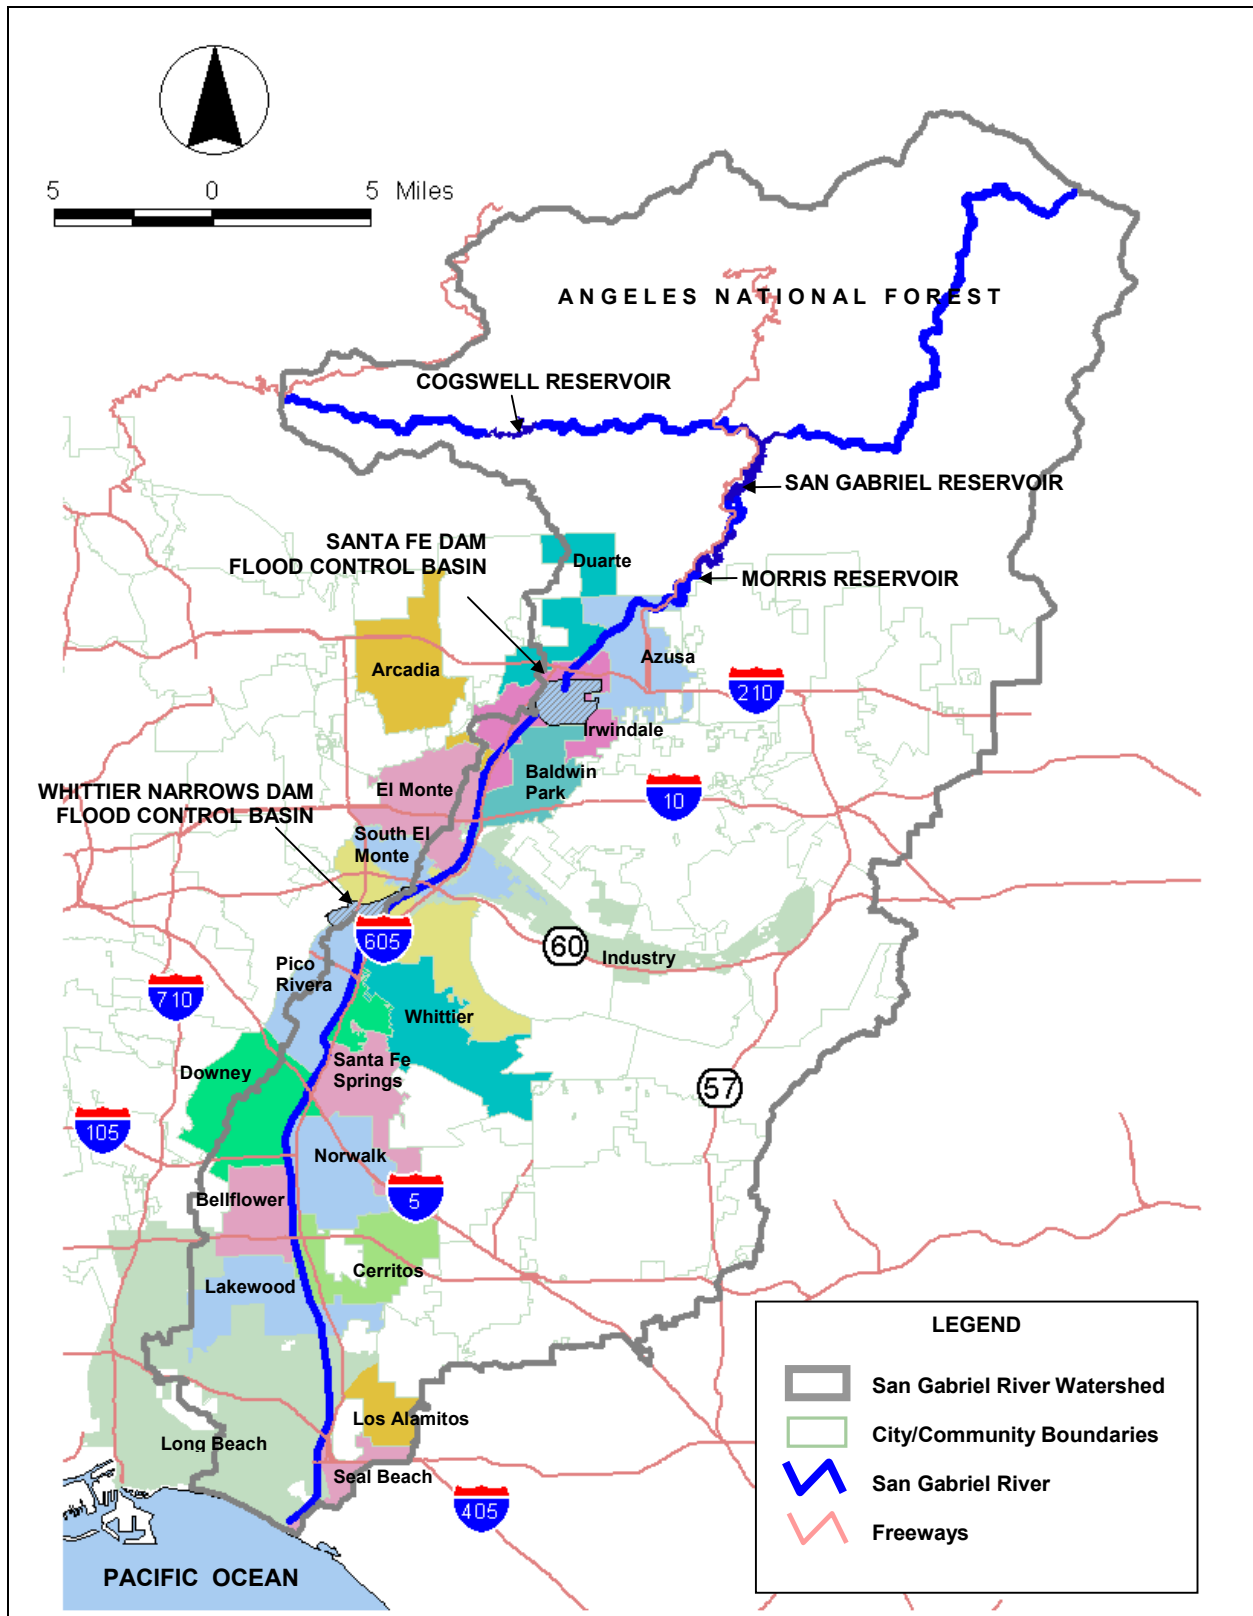 5 0 5 Miles
ANGELES NATIONAL FOREST
COGSWELL RESERVOIR
SAN GABRIEL RESERVOIR
SANTA FE DAM
FLOOD CONTROL BASIN
Duarte
MORRIS RESERVOIR
Arcadia
Azusa
210
Irwindale
Baldwin
Park
El Monte
10
WHITTIER NARROWS DAM
FLOOD CONTROL BASIN
South El
Monte
605
60
Industry
Pico
Rivera
710
Whittier
Santa Fe
Springs
Downey
57
105
Norwalk
Bellflower
5
Cerritos
Lakewood
Los Alamitos
Long Beach
Seal Beach
405
PACIFIC OCEAN
LEGEND
San Gabriel River Watershed
City/Community Boundaries
San Gabriel River
Freeways